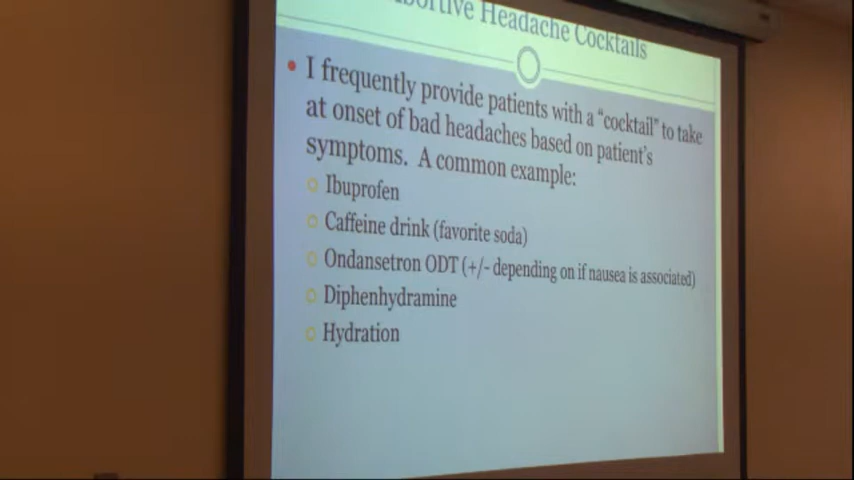 Headache Cocktails
I frequently provide patients with a “cocktail” to take
at onset of bad headaches based on patient's
symptoms. A common example:
Ibuprofen
Caffeine drink (favorite soda)
Ondansetron ODT (+/- depending on if nausea is associated)
Diphenhydramine
Hydration